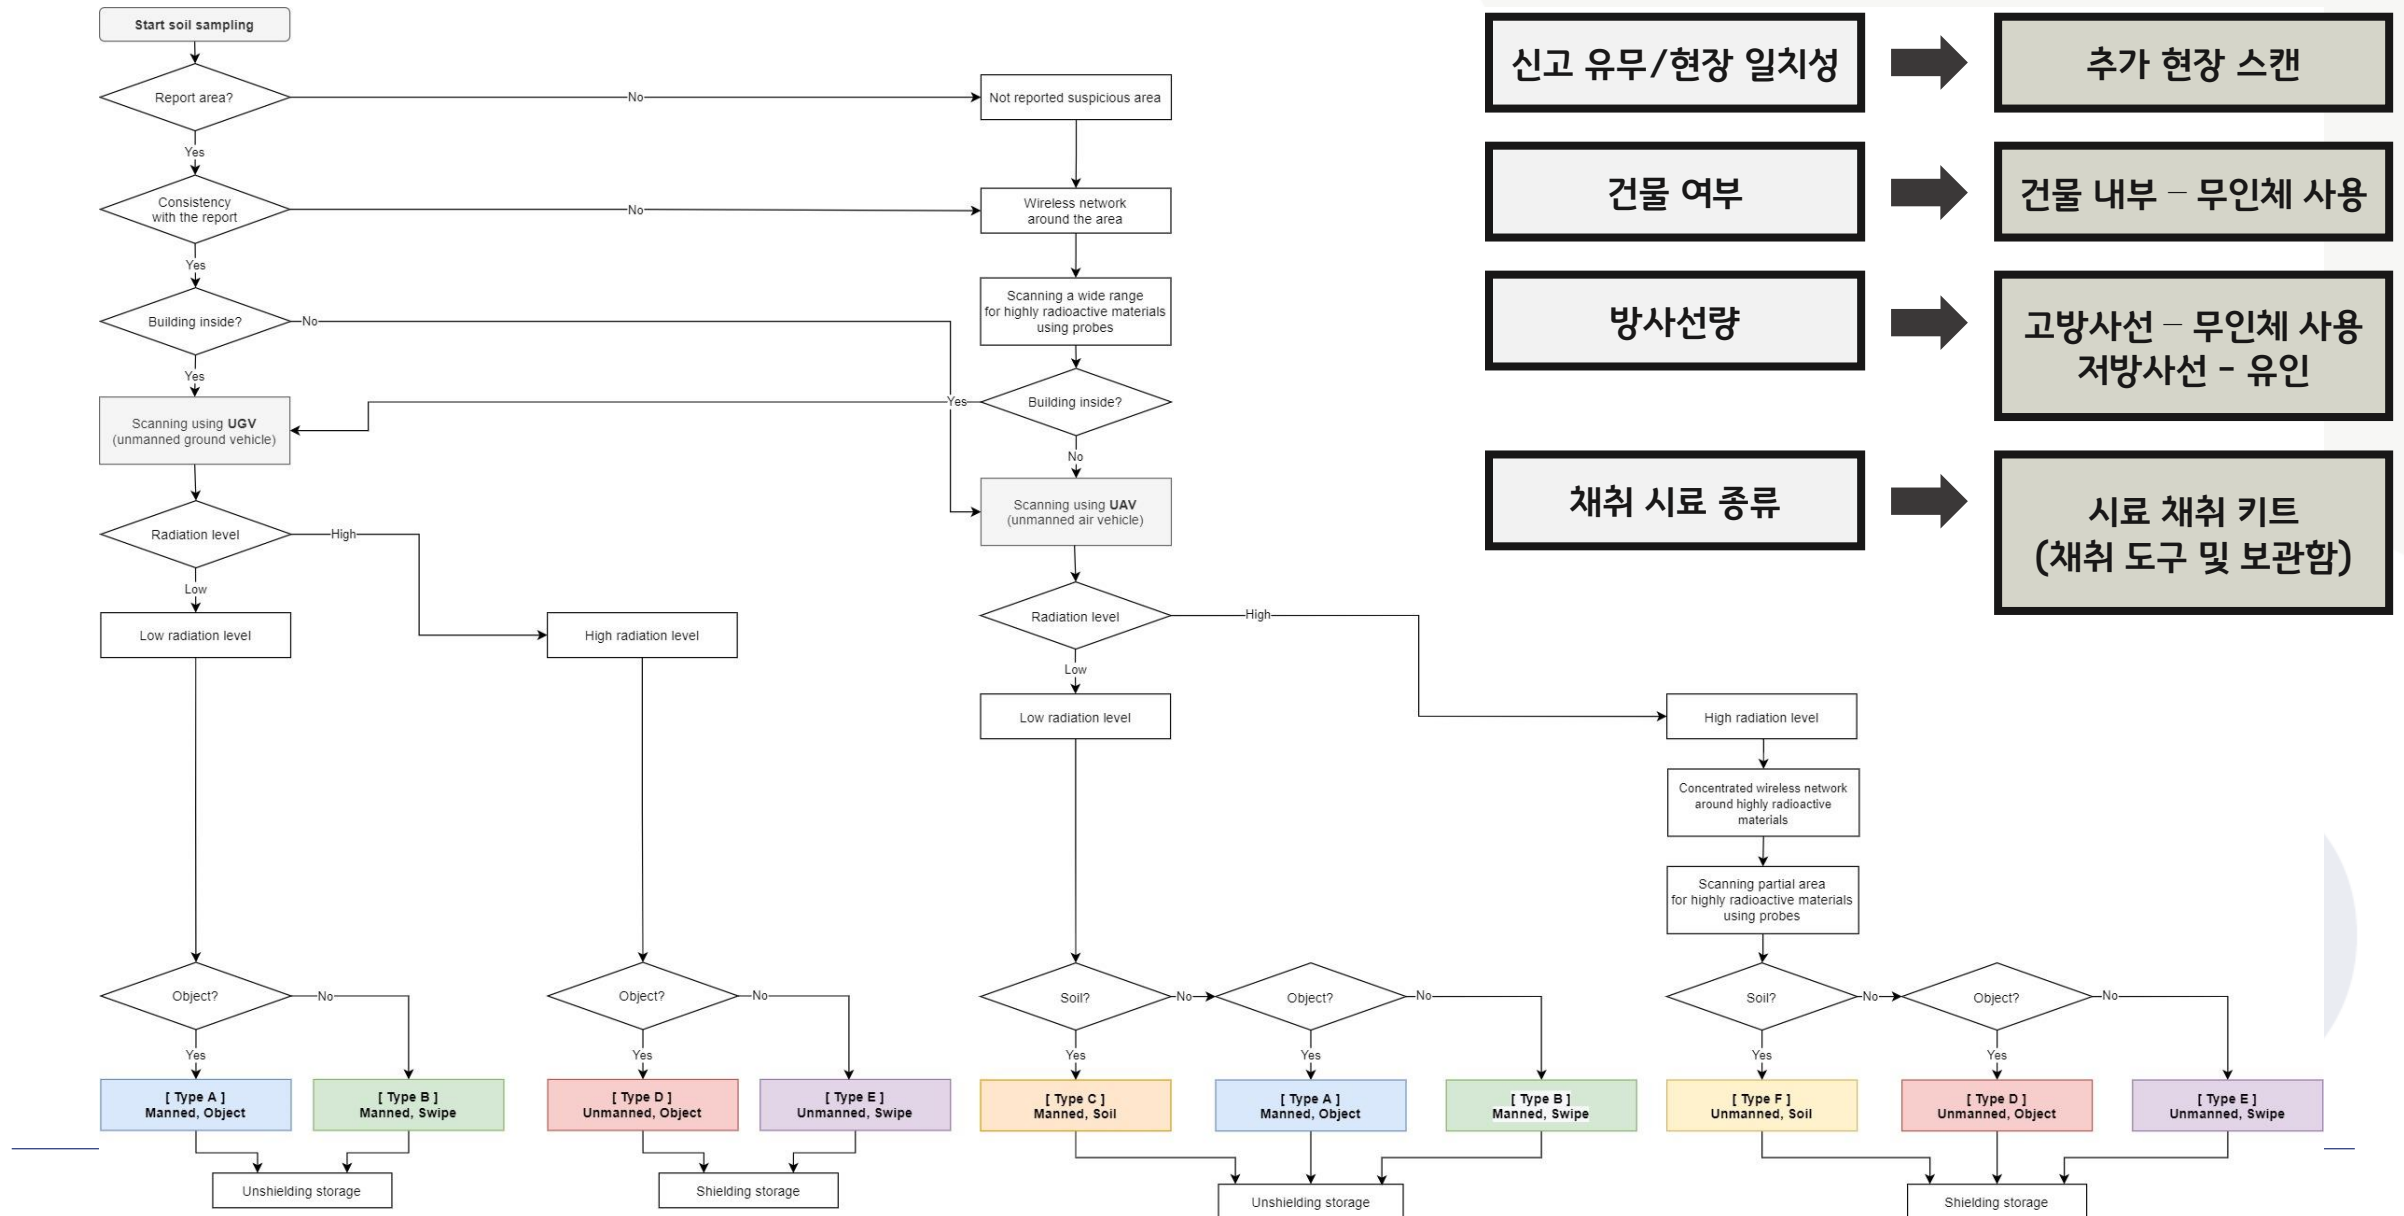 Start soil sampling
Report area?
No
Not reported suspicious area
Yes
Consistency
with the report
No
Wireless network
around the area
Yes
Scanning a wide range
for highly radioactive materials
using probes
Building inside?
No
Yes
Building inside?
Yes
No
Scanning using UGV
(unmanned ground vehicle)
Scanning using UAV
(unmanned air vehicle)
Radiation level
High
Low
Low radiation level
High radiation level
Radiation level
High
Low
Low radiation level
High radiation level
Concentrated wireless network
around highly radioactive
materials
Scanning partial area
for highly radioactive materials
using probes
Object?
No
Yes
Object?
No
Yes
Soil?
No
Yes
Object?
No
Yes
Soil?
No
Yes
Object?
No
Yes
[ Type A ]
Manned, Object
[ Type B ]
Manned, Swipe
[ Type D ]
Unmanned, Object
[ Type E ]
Unmanned, Swipe
[ Type C ]
Manned, Soil
[ Type A ]
Manned, Object
[ Type B ]
Manned, Swipe
[ Type F ]
Unmanned, Soil
[ Type D ]
Unmanned, Object
[ Type E ]
Unmanned, Swipe
Unshielding storage
Shielding storage
Unshielding storage
Shielding storage
신고 유무/현장 일치성
추가 현장 스캔
건물 여부
건물 내부 – 무인체 사용
방사선량
고방사선 – 무인체 사용
저방사선 - 유인
채취 시료 종류
시료 채취 키트
(채취 도구 및 보관함)